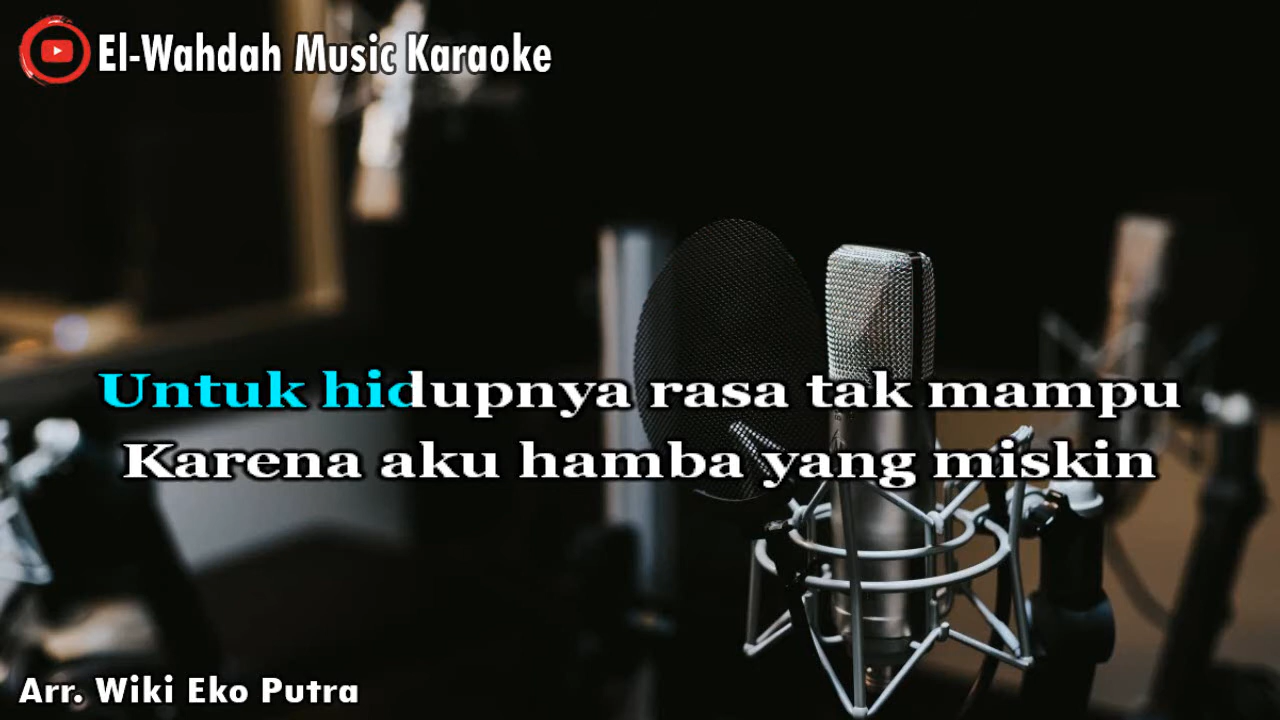 El-Wahdah Music Karaoke
Untuk hidupnya rasa tak mampu
Karena aku hamba yang miskin
Arr. Wiki Eko Putra